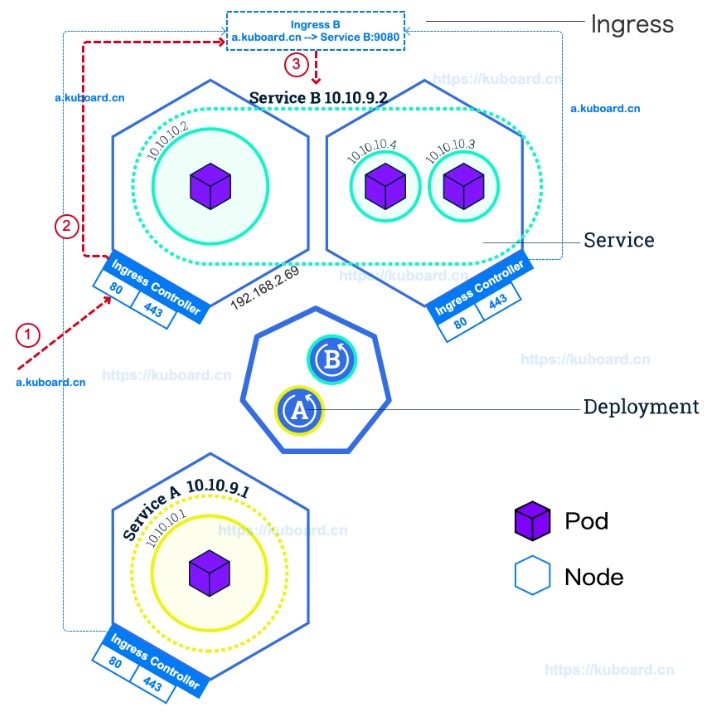 Ingress B
a.kuboard.cn --> Service B:9080
Ingress
3
https://kuboard.cn
a.kuboard.cn
Service B 10.10.9.2
a.kuboard.cn
10.10.10.2
10.10.10.4
10.10.10.3
2
Service
Ingress Controller
80
443
192.168.2.69
https://kuboard.cn
Ingress Controller
80
443
1
a.kuboard.cn
https://kuboard.cn
B
https://kuboard.cn
A
Deployment
Service A 10.10.9.1
10.10.10.1
https://kuboard.cn
Pod
Node
Ingress Controller
80
443
https://kuboard.cn